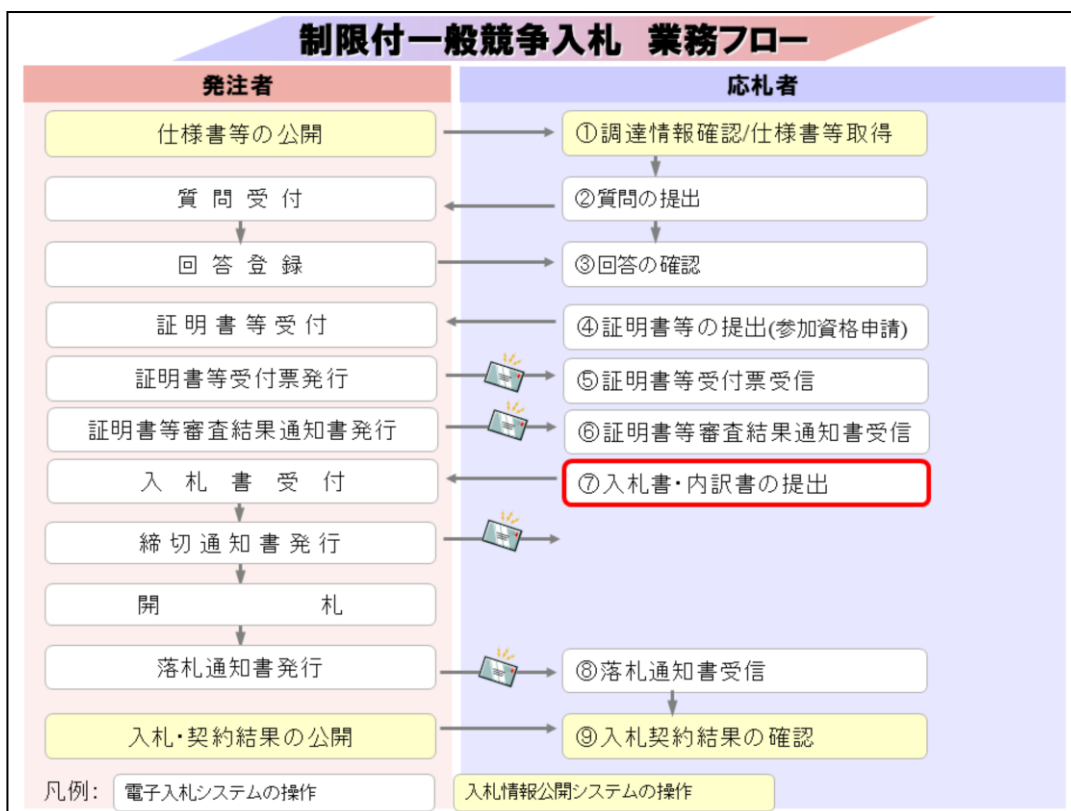 制限付一般競争入札 業務フロー
発注者
応札者
仕様書等の公開
①調達情報確認/仕様書等取得
質問受付
②質問の提出
回答登録
③回答の確認
証明書等受付
④証明書等の提出(参加資格申請)
証明書等受付票発行
⑤証明書等受付票受信
証明書等審査結果通知書発行
⑥証明書等審査結果通知書受信
入札書受付
⑦入札書・内訳書の提出
締切通知書発行
開札
落札通知書発行
⑧落札通知書受信
入札・契約結果の公開
⑨入札契約結果の確認
凡例:
電子入札システムの操作
入札情報公開システムの操作